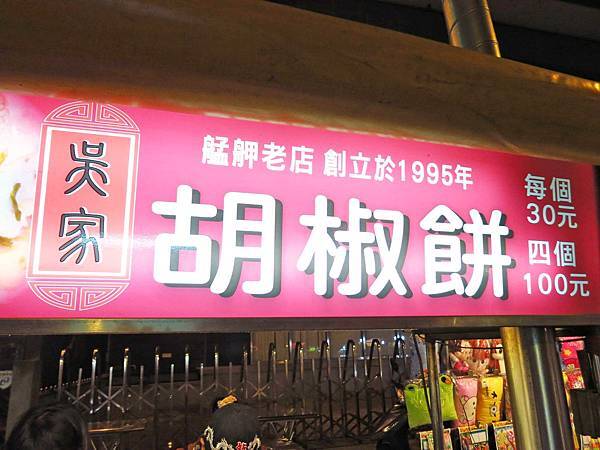 吳家
艋舺老店 創立於1995年
胡椒餅
每個
30元
四個
100元